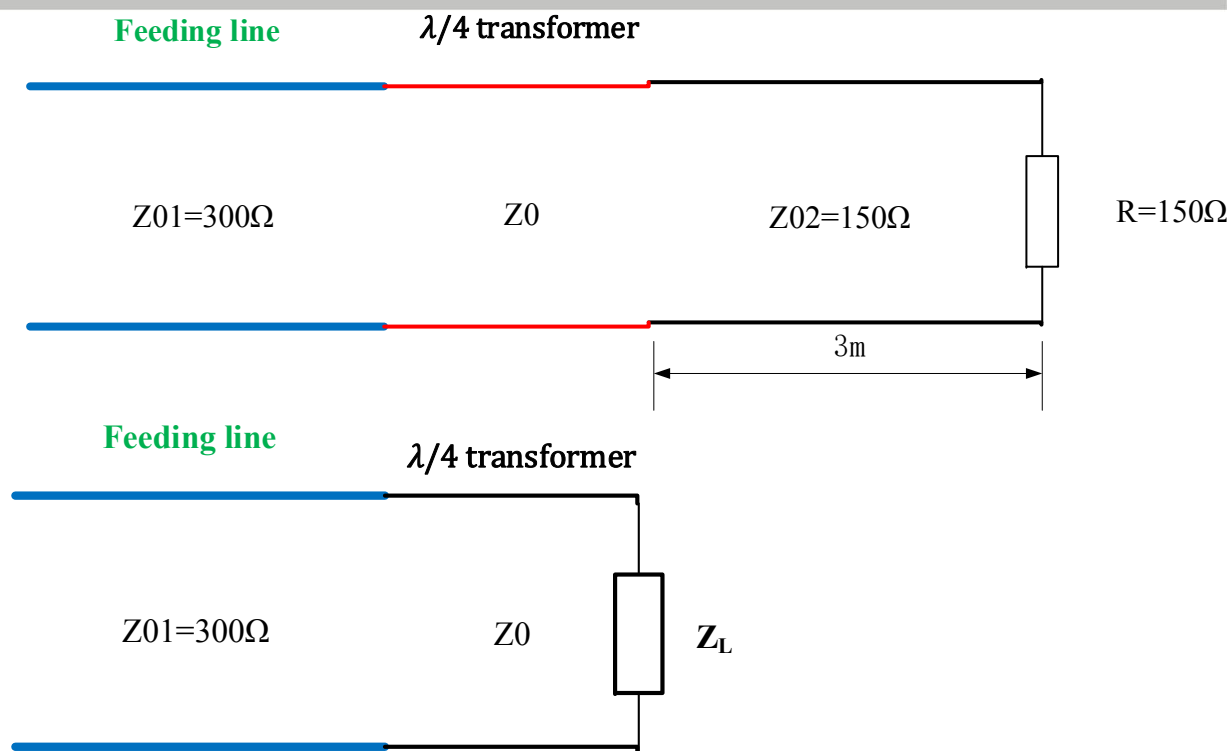 Feeding line
λ/4 transformer
Z01=300Ω
Z0
Z02=150Ω
R=150Ω
3m
Feeding line
λ/4 transformer
Z01=300Ω
Z0
ZL